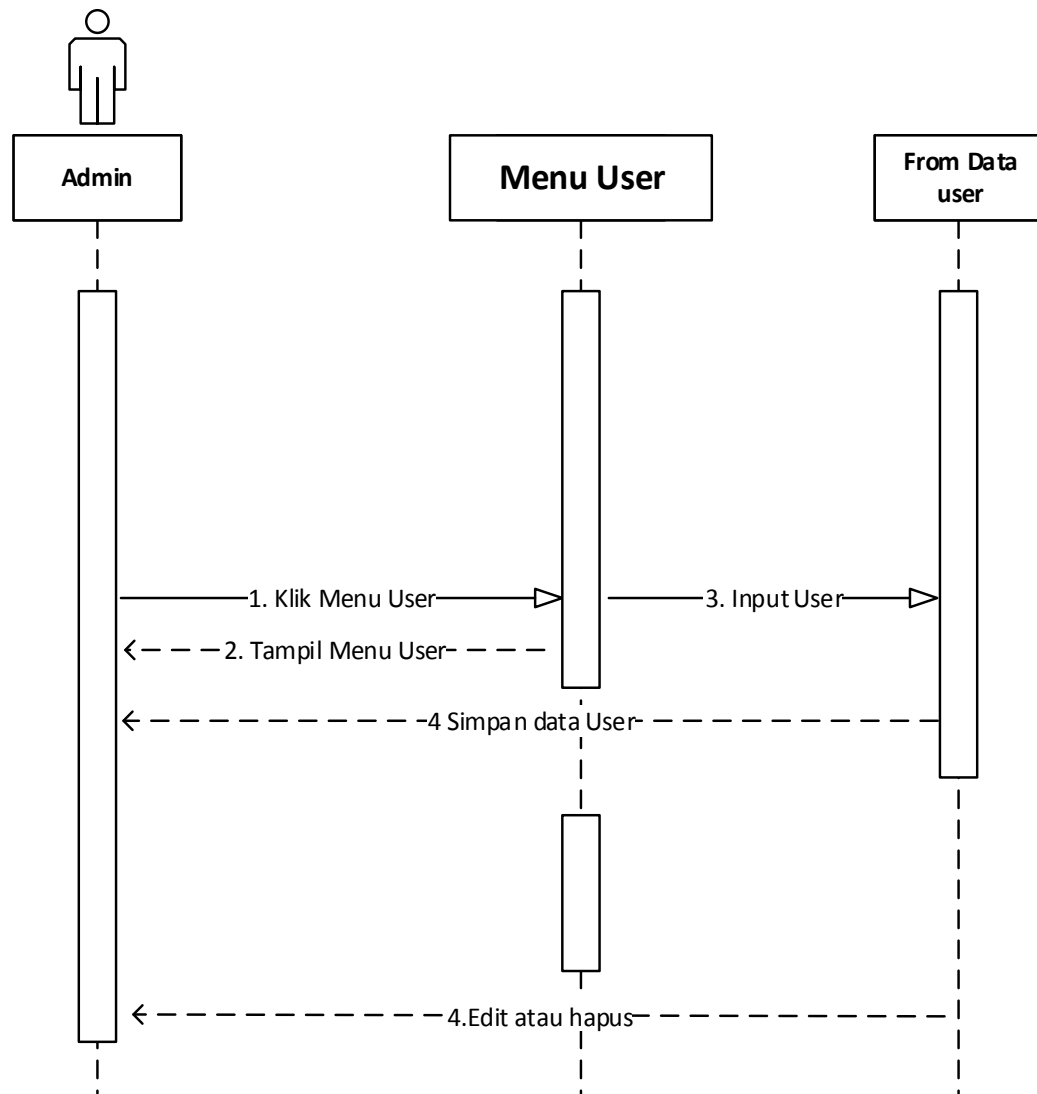 Admin
Menu User
From Data
user
1. Klik Menu User
3. Input User
2. Tampil Menu User
4 Simpan data User
4.Edit atau hapus